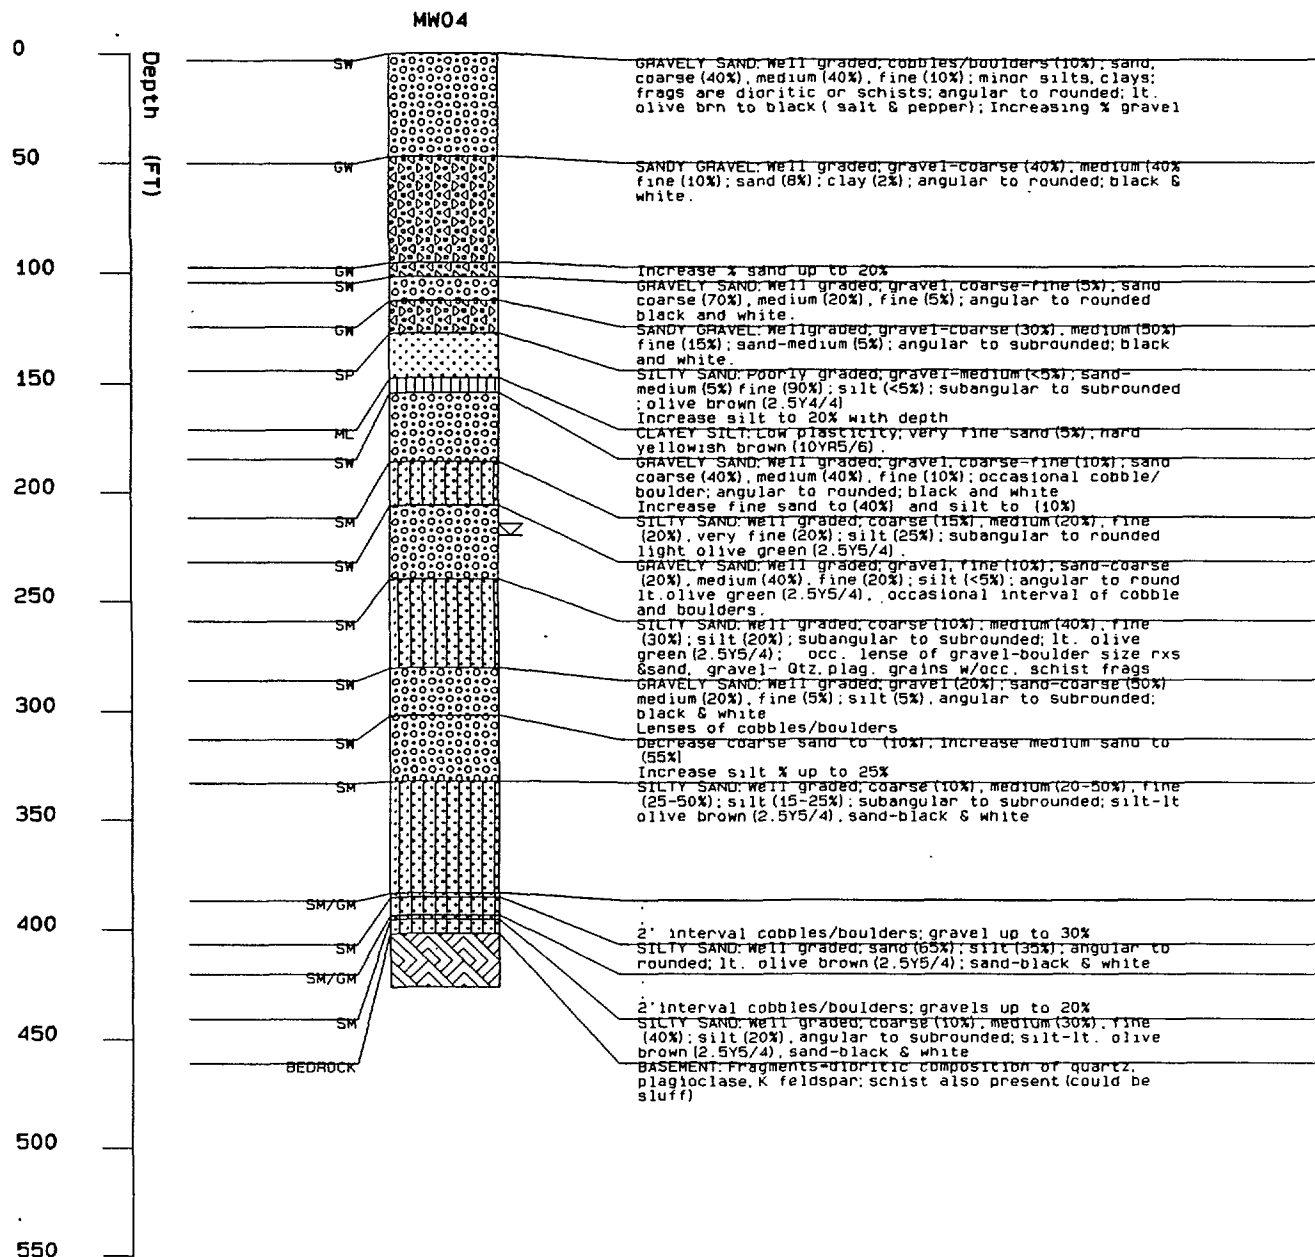 MW04
0
Depth (FT)
50
100
150
200
250
300
350
400
450
500
550
SW
GRAVELY SAND: Well graded; cobbles/boulders (10%); sand,
coarse (40%), medium (40%), fine (10%); minor silts, clays;
frags are dioritic or schists; angular to rounded; lt.
olive brn to black ( salt & pepper); Increasing % gravel
GW
SANDY GRAVEL: Well graded; gravel-coarse (40%), medium (40%
fine (10%); sand (8%); clay (2%); angular to rounded; black &
white.
GW
Increase % sand up to 20%
SW
GRAVELY SAND: Well graded; gravel, coarse-fine (5%); sand
coarse (70%), medium (20%), fine (5%); angular to rounded
black and white.
GW
SANDY GRAVEL: Wellgraded; gravel-coarse (30%), medium (50%)
fine (15%); sand-medium (5%); angular to subrounded; black
and white.
SP
SILTY SAND: Poorly graded; gravel-medium (<5%); sand-
medium (5%) fine (90%); silt (<5%); subangular to subrounded
; olive brown (2.5Y4/4)
Increase silt to 20% with depth
ML
CLAYEY SILT: Low plasticity; very fine sand (5%); hard
yellowish brown (10YR5/6).
SW
GRAVELY SAND: Well graded; gravel, coarse-fine (10%); sand
coarse (40%), medium (40%), fine (10%); occasional cobble/
boulder; angular to rounded; black and white
Increase fine sand to (40%) and silt to (10%)
SM
SILTY SAND: Well graded; coarse (15%), medium (20%), fine
(20%), very fine (20%); silt (25%); subangular to rounded
light olive green (2.5Y5/4).
SW
GRAVELY SAND: Well graded; gravel, fine (10%); sand-coarse
(20%), medium (40%), fine (20%); silt (<5%); angular to round
lt.olive green (2.5Y5/4), occasional interval of cobble
and boulders.
SM
SILTY SAND: Well graded; coarse (10%); medium (40%), fine
(30%); silt (20%); subangular to subrounded; lt. olive
green (2.5Y5/4); occ. lense of gravel-boulder size rxs
&sand, gravel- Qtz.plag. grains w/occ. schist frags
SW
GRAVELY SAND: Well graded; gravel (20%); sand-coarse (50%)
medium (20%), fine (5%); silt (5%), angular to subrounded;
black & white
Lenses of cobbles/boulders
SW
Decrease coarse sand to (10%); Increase medium sand to
(55%)
Increase silt % up to 25%
SM
SILTY SAND: Well graded; coarse (10%), medium (20-50%), fine
(25-50%); silt (15-25%); subangular to subrounded; silt-lt
olive brown (2.5Y5/4), sand-black & white
SM/GM
2' interval cobbles/boulders; gravel up to 30%
SM
SILTY SAND: Well graded; sand (65%); silt (35%); angular to
rounded; lt. olive brown (2.5Y5/4); sand-black & white
SM/GM
2'interval cobbles/boulders; gravels up to 20%
SM
SILTY SAND: Well graded; coarse (10%), medium (30%), fine
(40%); silt (20%), angular to subrounded; silt-lt. olive
brown (2.5Y5/4), sand-black & white
BEDROCK
BASEMENT: Fragments-dioritic composition of quartz,
plagioclase, K feldspar; schist also present (could be
sluff)